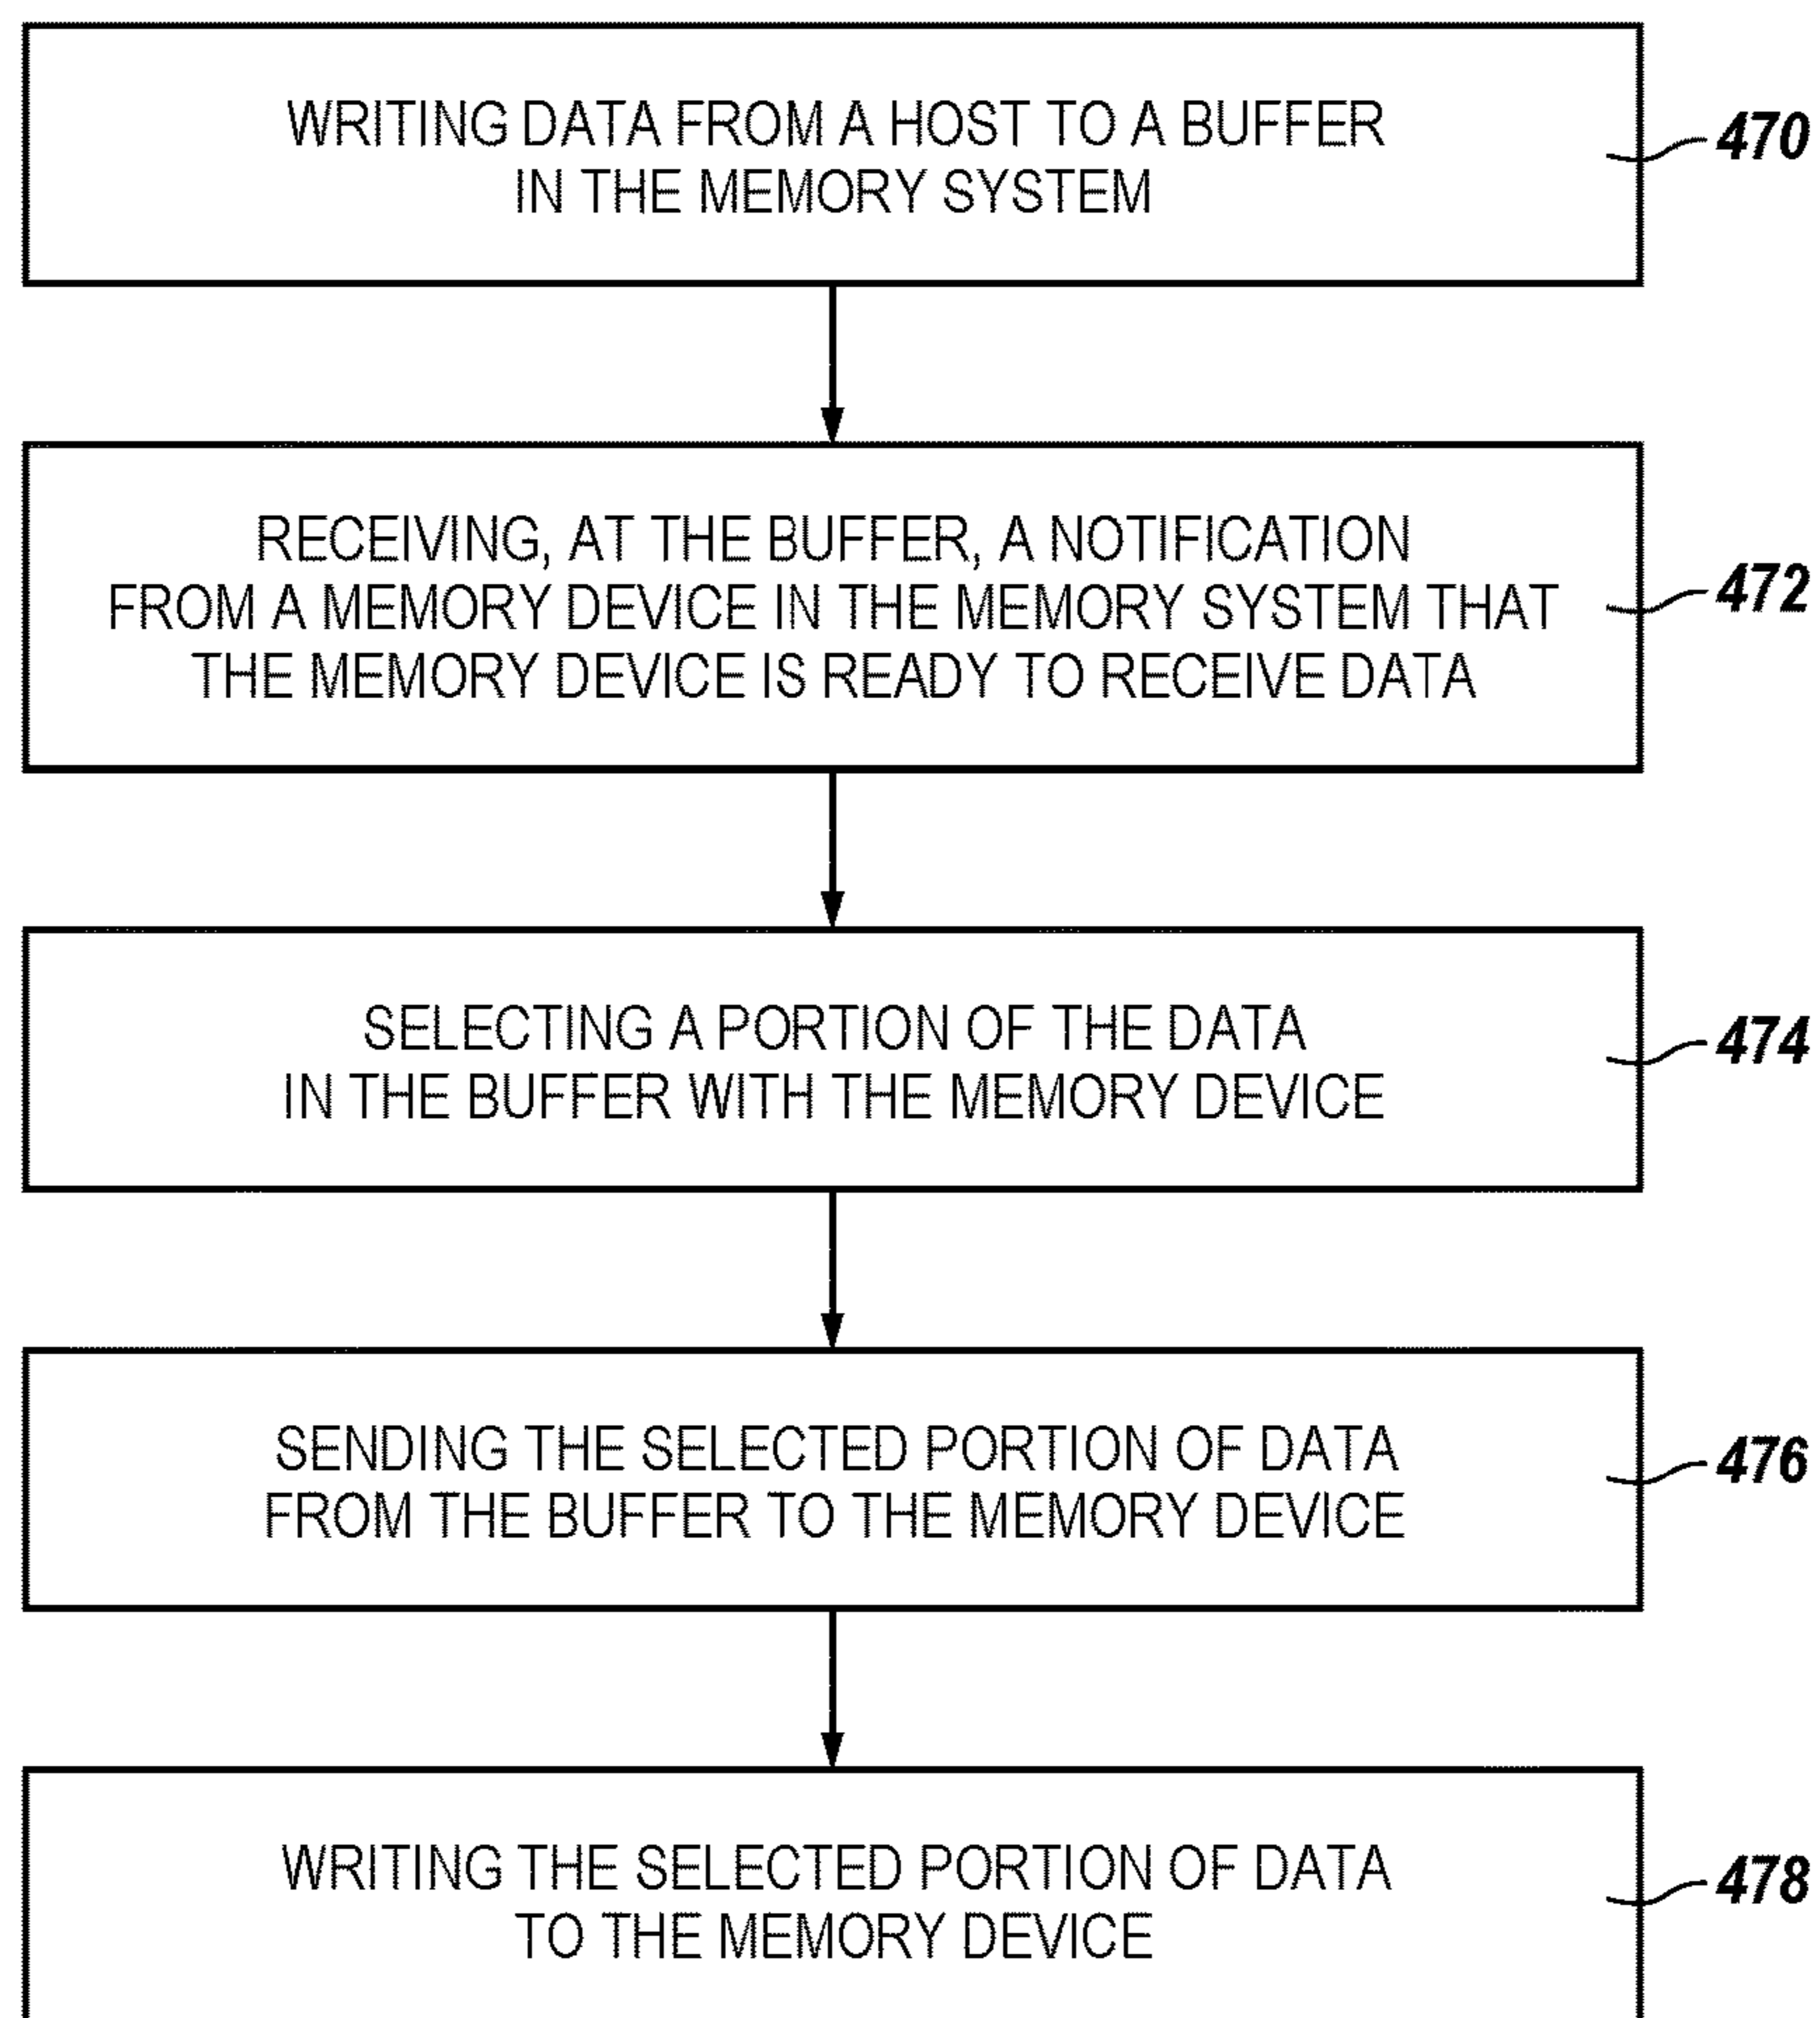 WRITING DATA FROM A HOST TO A BUFFER
IN THE MEMORY SYSTEM
470
RECEIVING, AT THE BUFFER, A NOTIFICATION
FROM A MEMORY DEVICE IN THE MEMORY SYSTEM THAT
THE MEMORY DEVICE IS READY TO RECEIVE DATA
472
SELECTING A PORTION OF THE DATA
IN THE BUFFER WITH THE MEMORY DEVICE
474
SENDING THE SELECTED PORTION OF DATA
FROM THE BUFFER TO THE MEMORY DEVICE
476
WRITING THE SELECTED PORTION OF DATA
TO THE MEMORY DEVICE
478